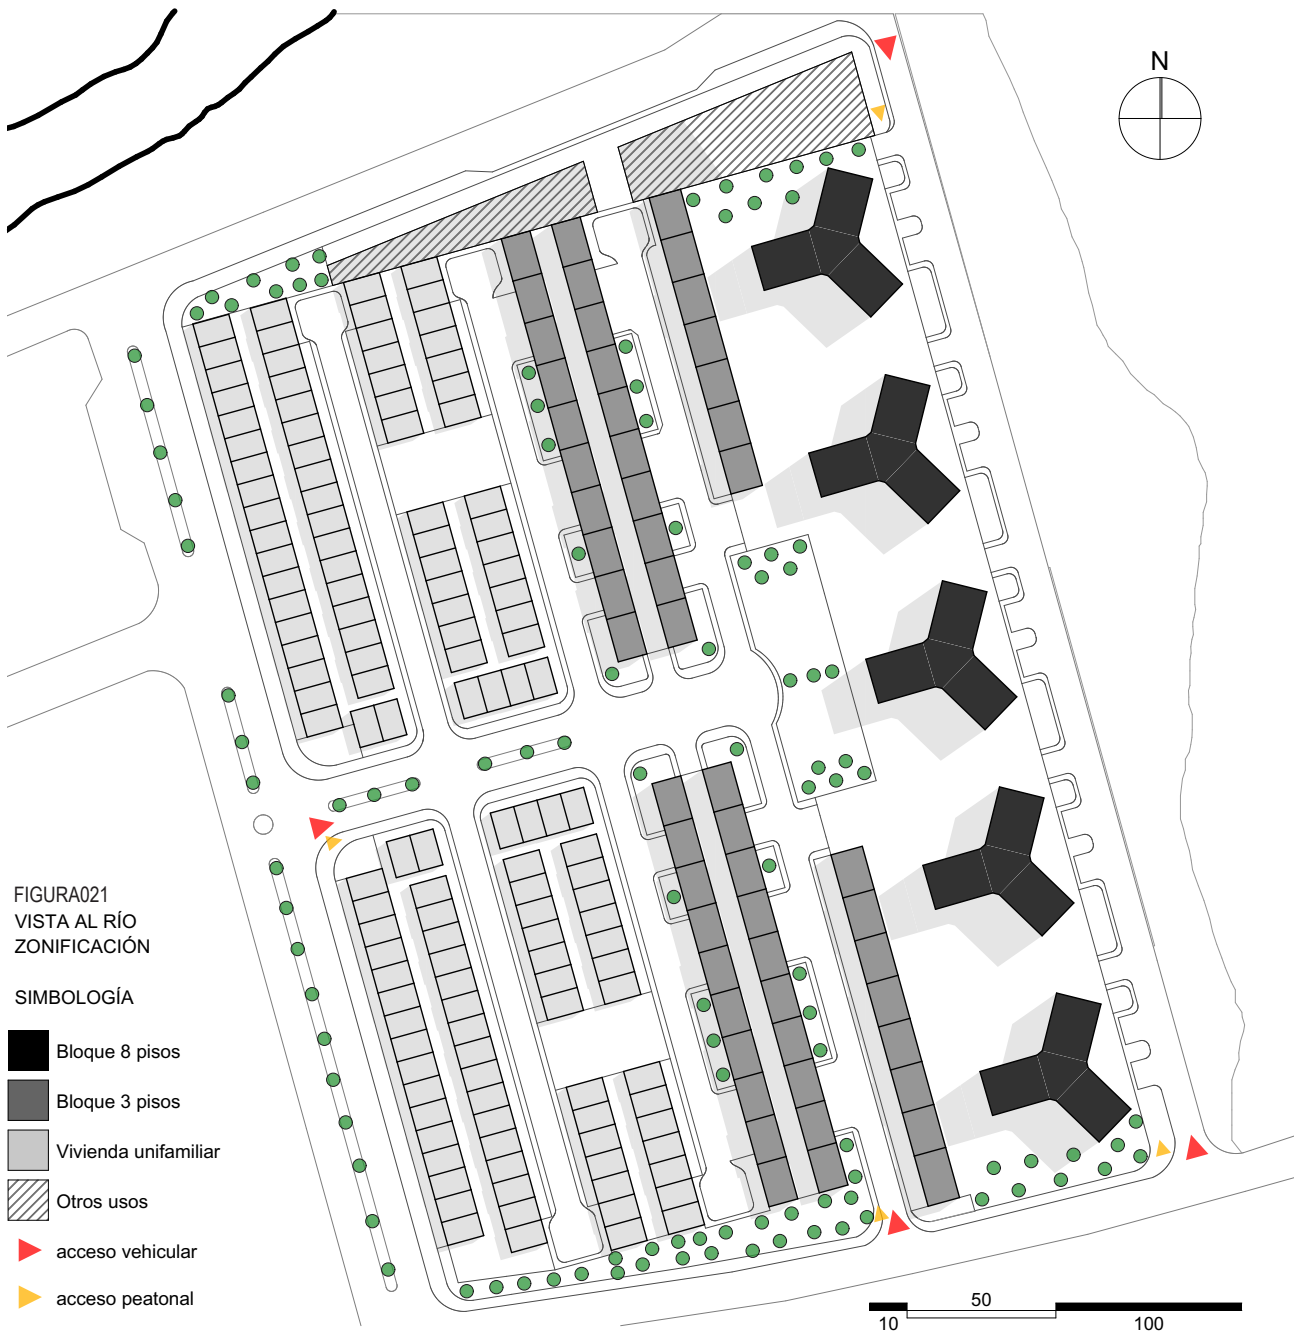 N
FIGURA021
VISTA AL RÍO
ZONIFICACIÓN
SIMBOLOGÍA
Bloque 8 pisos
Bloque 3 pisos
Vivienda unifamiliar
Otros usos
acceso vehicular
acceso peatonal
50
10 100